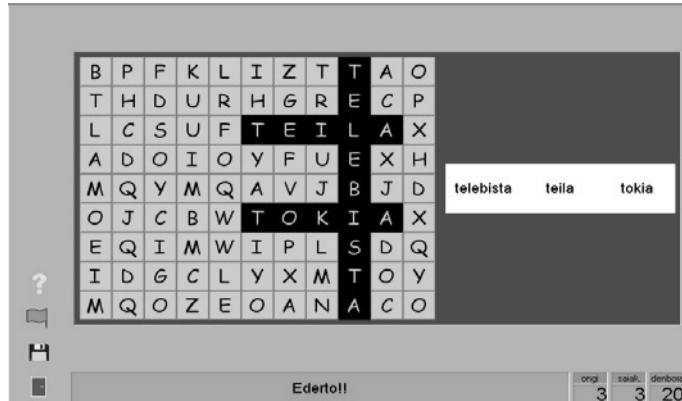 B P F K L I Z T T A O
T H D U R H G R E C P
L C S U F T E I L A X
A D O I O Y F U E X H
M Q Y M Q A V J B J D
telebista teila tokia
O J C B W T O K I A X
E Q I M W I P L S D Q
I D G C L Y X M T O Y
M Q O Z E O A N A C O
?
Ederto!!
ongi saiak. denbora
3 3 20